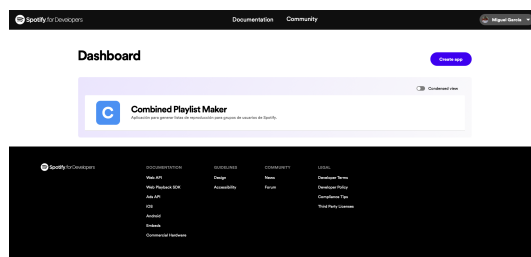 Spotify for Developers
Documentation
Community
Miguel García
Dashboard
Create app
Condensed view
C
Combined Playlist Maker
Aplicación para generar listas de reproducción para grupos de usuarios de Spotify.
Spotify for Developers
DOCUMENTATION
Web API
Web Playback SDK
Ads API
iOS
Android
Embeds
Commercial Hardware
GUIDELINES
Design
Accessibility
COMMUNITY
News
Forum
LEGAL
Developer Terms
Developer Policy
Compliance Tips
Third Party Licenses